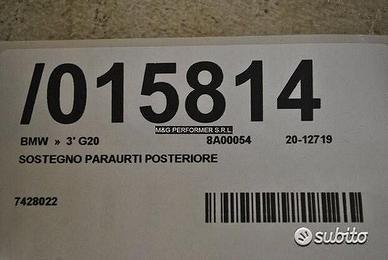 /015814
M&G PERFORMER S.R.L.
BMW » 3' G20 8A00054 20-12719
SOSTEGNO PARAURTI POSTERIORE
7428022
subito